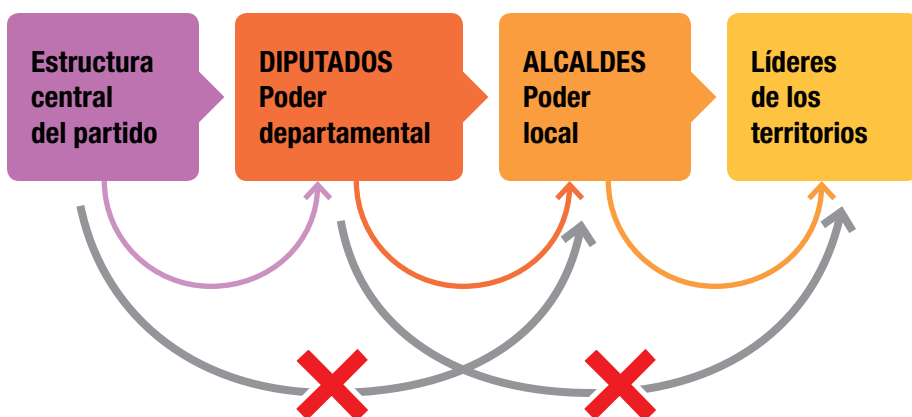 Estructura
central
del partido
DIPUTADOS
Poder
departamental
ALCALDES
Poder
local
Líderes
de los
territorios